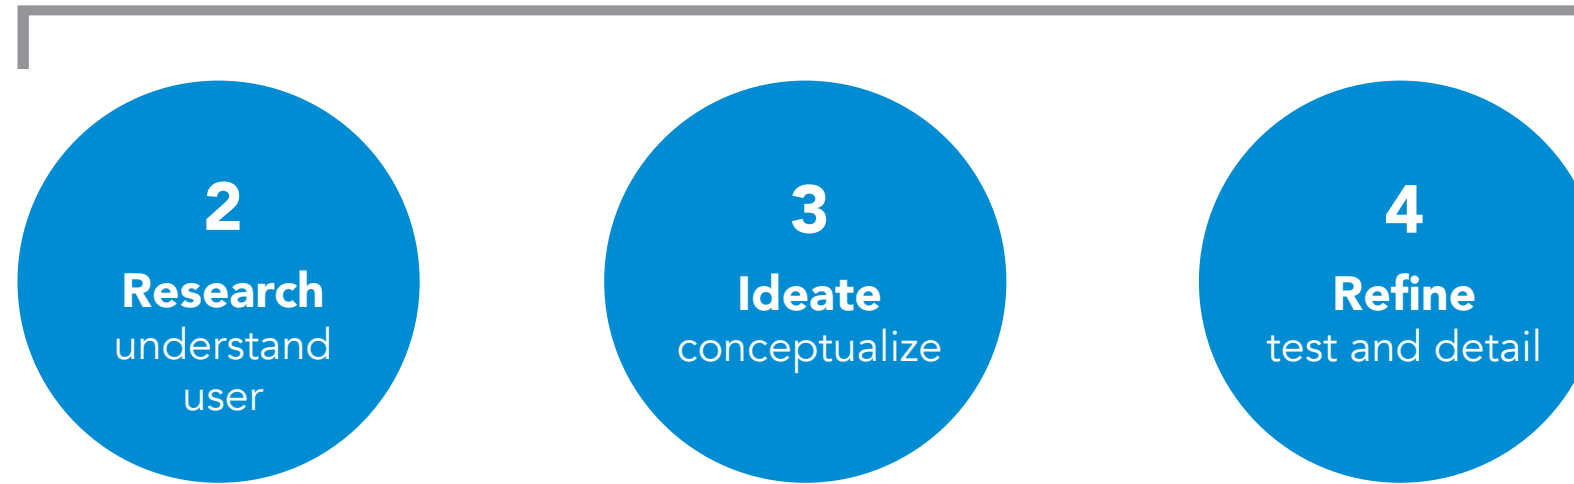 2
Research
understand
user
3
Ideate
conceptualize
4
Refine
test and detail